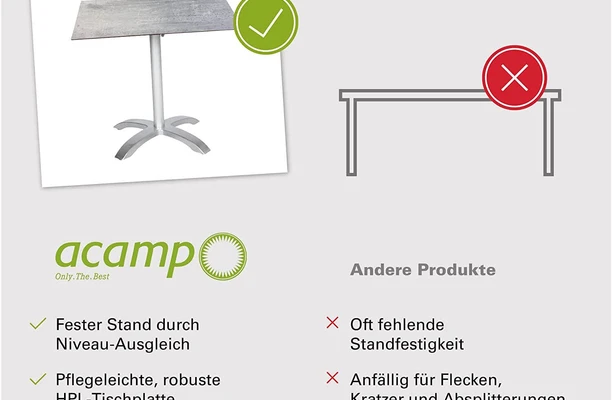 acamp
Only.The.Best
Andere Produkte
Fester Stand durch
Niveau-Ausgleich
Oft fehlende
Standfestigkeit
Pflegeleichte, robuste
HPL-Tischplatte
Anfällig für Flecken,
Kratzer und Absplitterungen